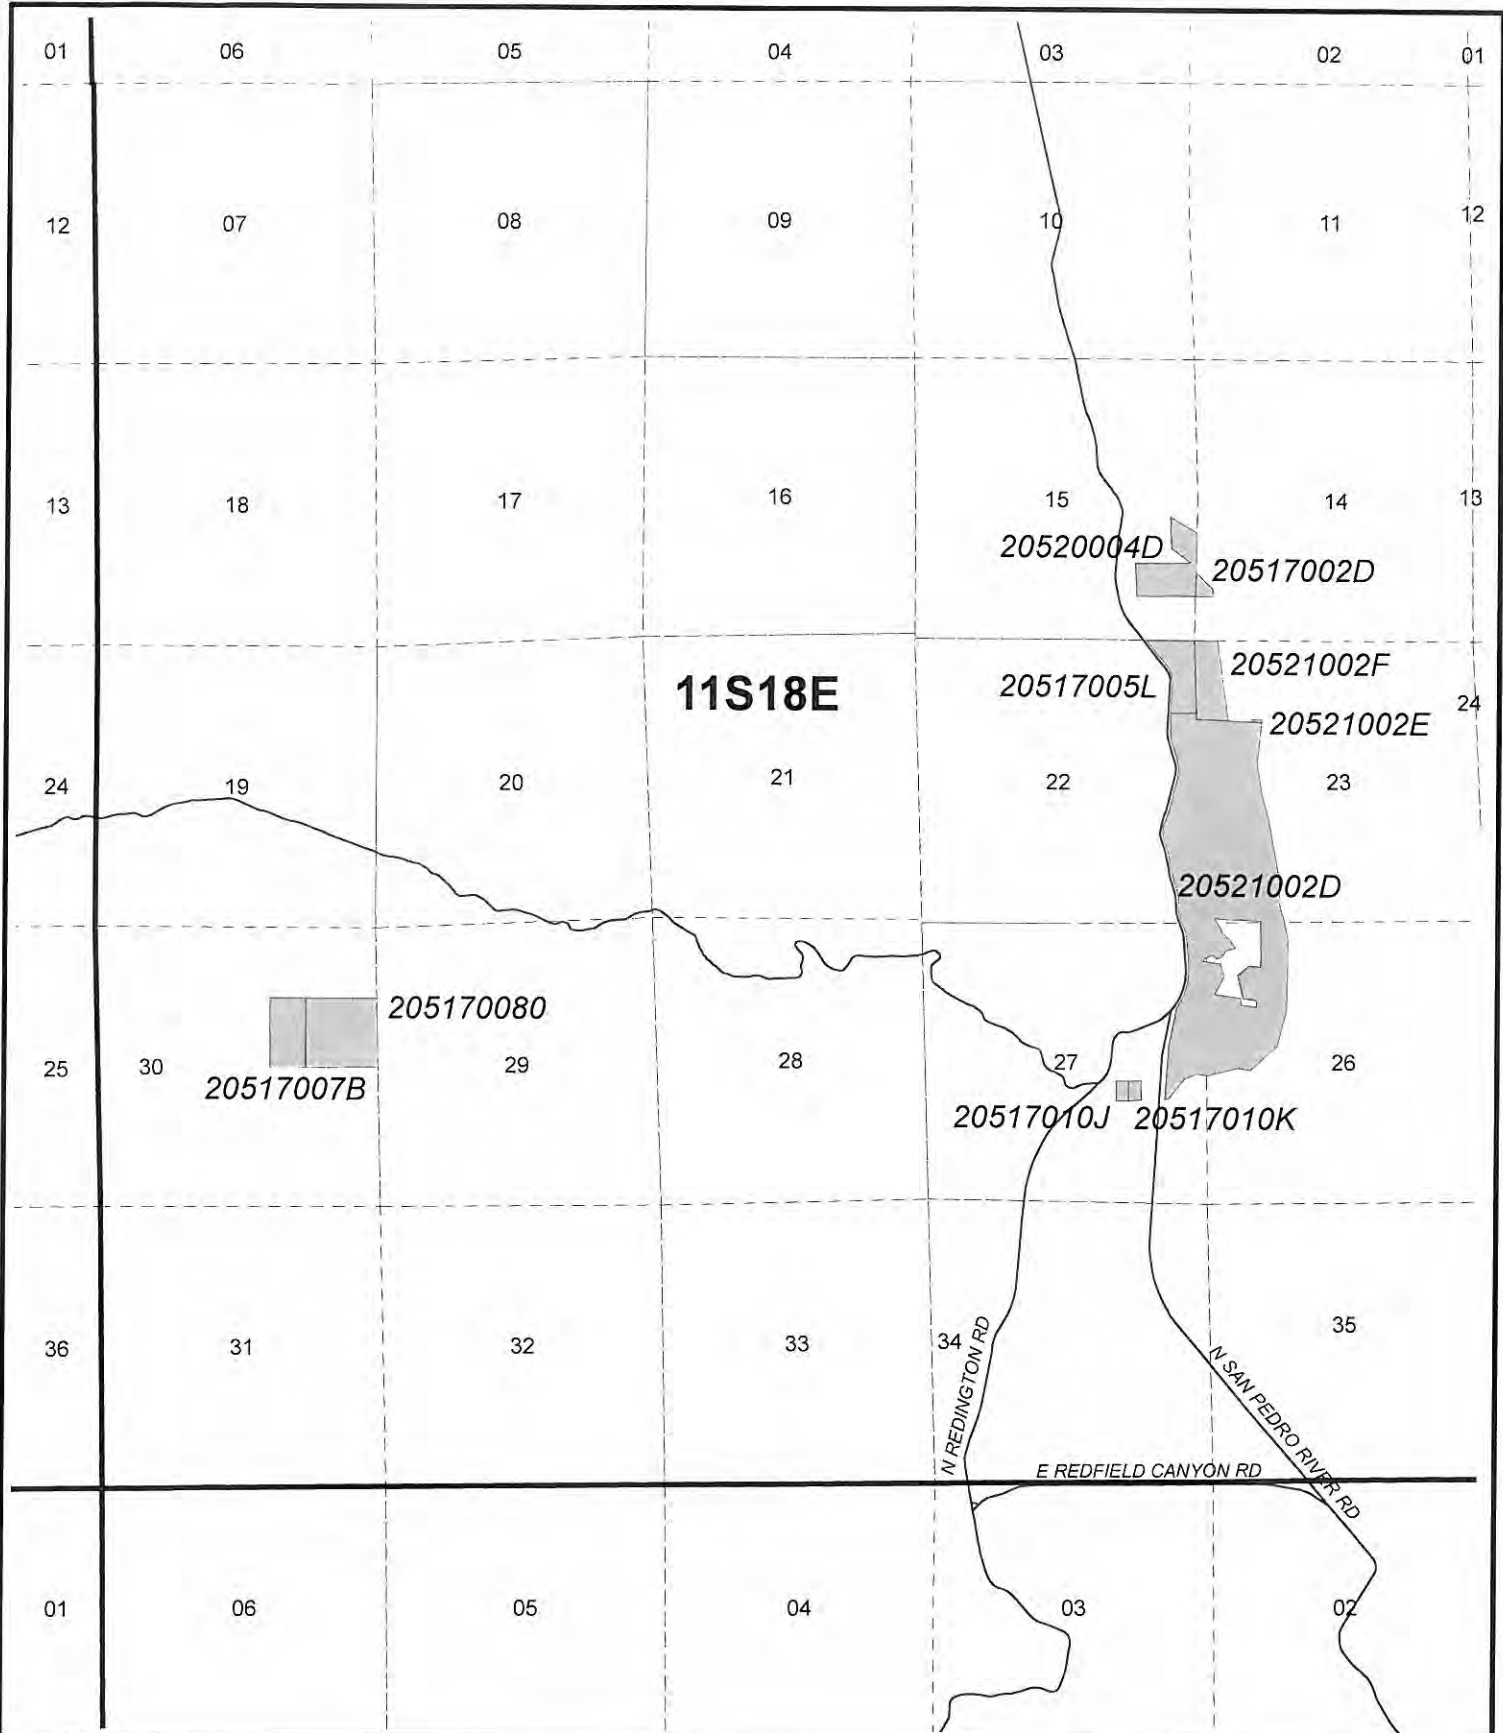 01 06 05 04 03 02 01
12 07 08 09 10 11 12
13 18 17 16 15 14 13
20520004D
20517002D
11S18E
20517005L
20521002F
20521002E
24
24 19 20 21 22 23
20521002D
205170080
25 30 29 28 27 26
20517007B
20517010J 20517010K
36 31 32 33 34 35
N REDINGTON RD
N SAN PEDRO RIVER RD
E REDFIELD CANYON RD
01 06 05 04 03 02